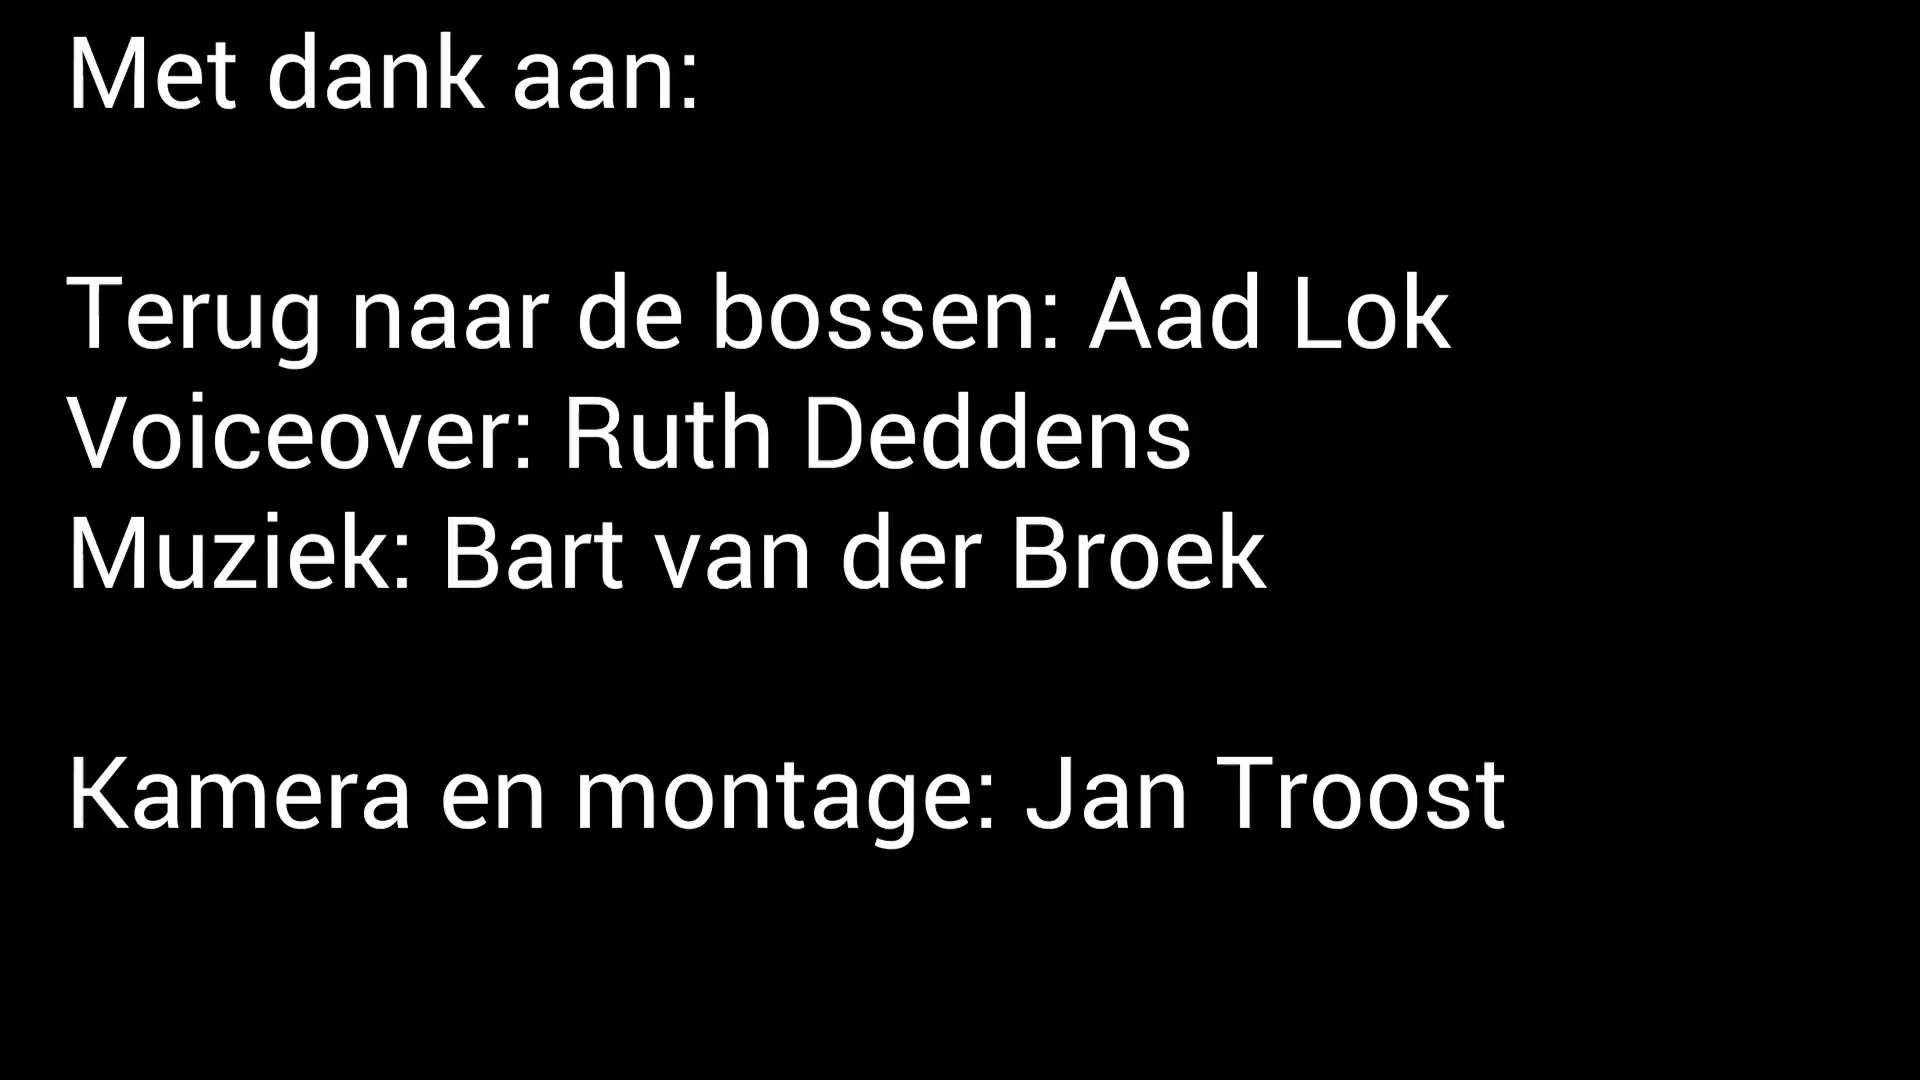 Met dank aan:
Terug naar de bossen: Aad Lok
Voiceover: Ruth Deddens
Muziek: Bart van der Broek
Kamera en montage: Jan Troost